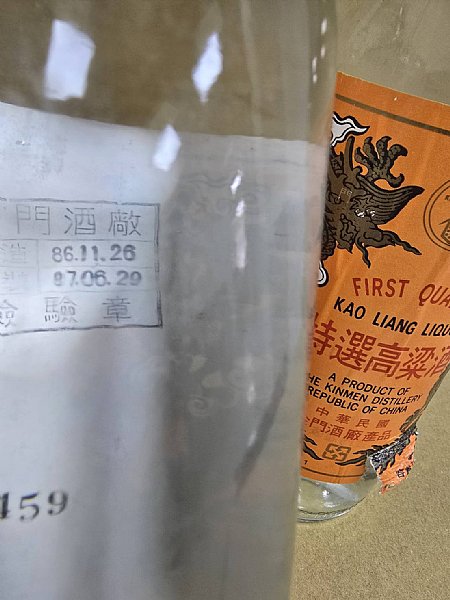 門酒廠
86.11.26
87.06.29
驗章
459
FIRST QUA
KAO LIANG LIQU
特選高粱酒
A PRODUCT OF
HE KINMEN DISTILLERY
REPUBLIC OF CHINA
中華民國
門酒廠產品